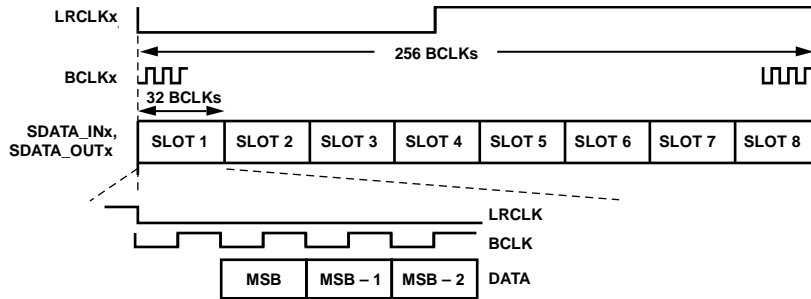 LRCLKx
256 BCLKs
BCLKx
32 BCLKs
SDATA_INx,
SDATA_OUTx
SLOT 1 SLOT 2 SLOT 3 SLOT 4 SLOT 5 SLOT 6 SLOT 7 SLOT 8
LRCLK
BCLK
MSB MSB – 1 MSB – 2 DATA